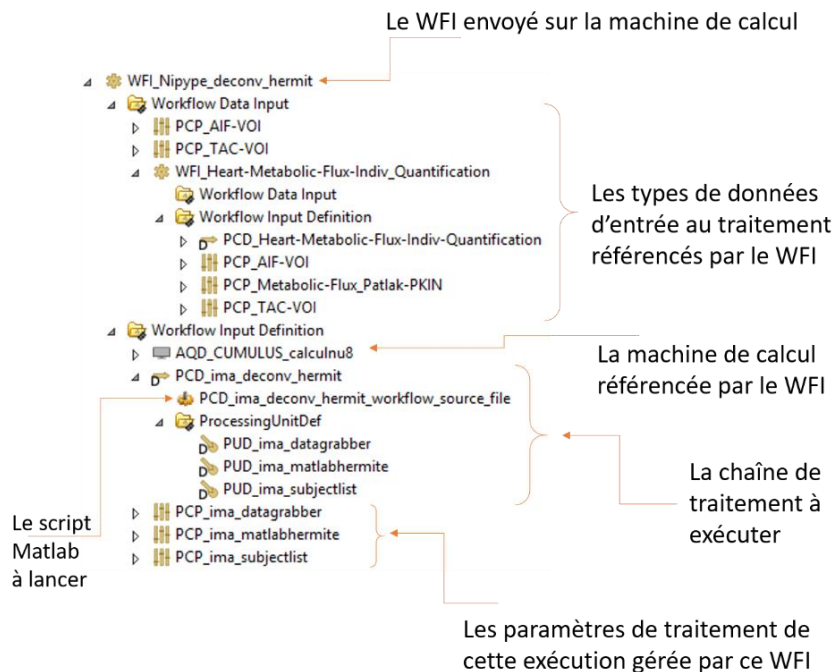 Le WFI envoyé sur la machine de calcul
WFI_Nipype_deconv_hermit
Workflow Data Input
PCP_AIF-VOI
PCP_TAC-VOI
WFI_Heart-Metabolic-Flux-Indiv_Quantification
Workflow Data Input
Workflow Input Definition
PCD_Heart-Metabolic-Flux-Indiv-Quantification
PCP_AIF-VOI
PCP_Metabolic-Flux_Patlak-PKIN
PCP_TAC-VOI
Les types de données
d'entrée au traitement
référencés par le WFI
Workflow Input Definition
AQD_CUMULUS_calculnu8
La machine de calcul
référencée par le WFI
PCD_ima_deconv_hermit
PCD_ima_deconv_hermit_workflow_source_file
ProcessingUnitDef
PUD_ima_datagrabber
PUD_ima_matlabhermite
PUD_ima_subjectlist
La chaîne de
traitement à
exécuter
Le script
Matlab
à lancer
PCP_ima_datagrabber
PCP_ima_matlabhermite
PCP_ima_subjectlist
Les paramètres de traitement de
cette exécution gérée par ce WFI